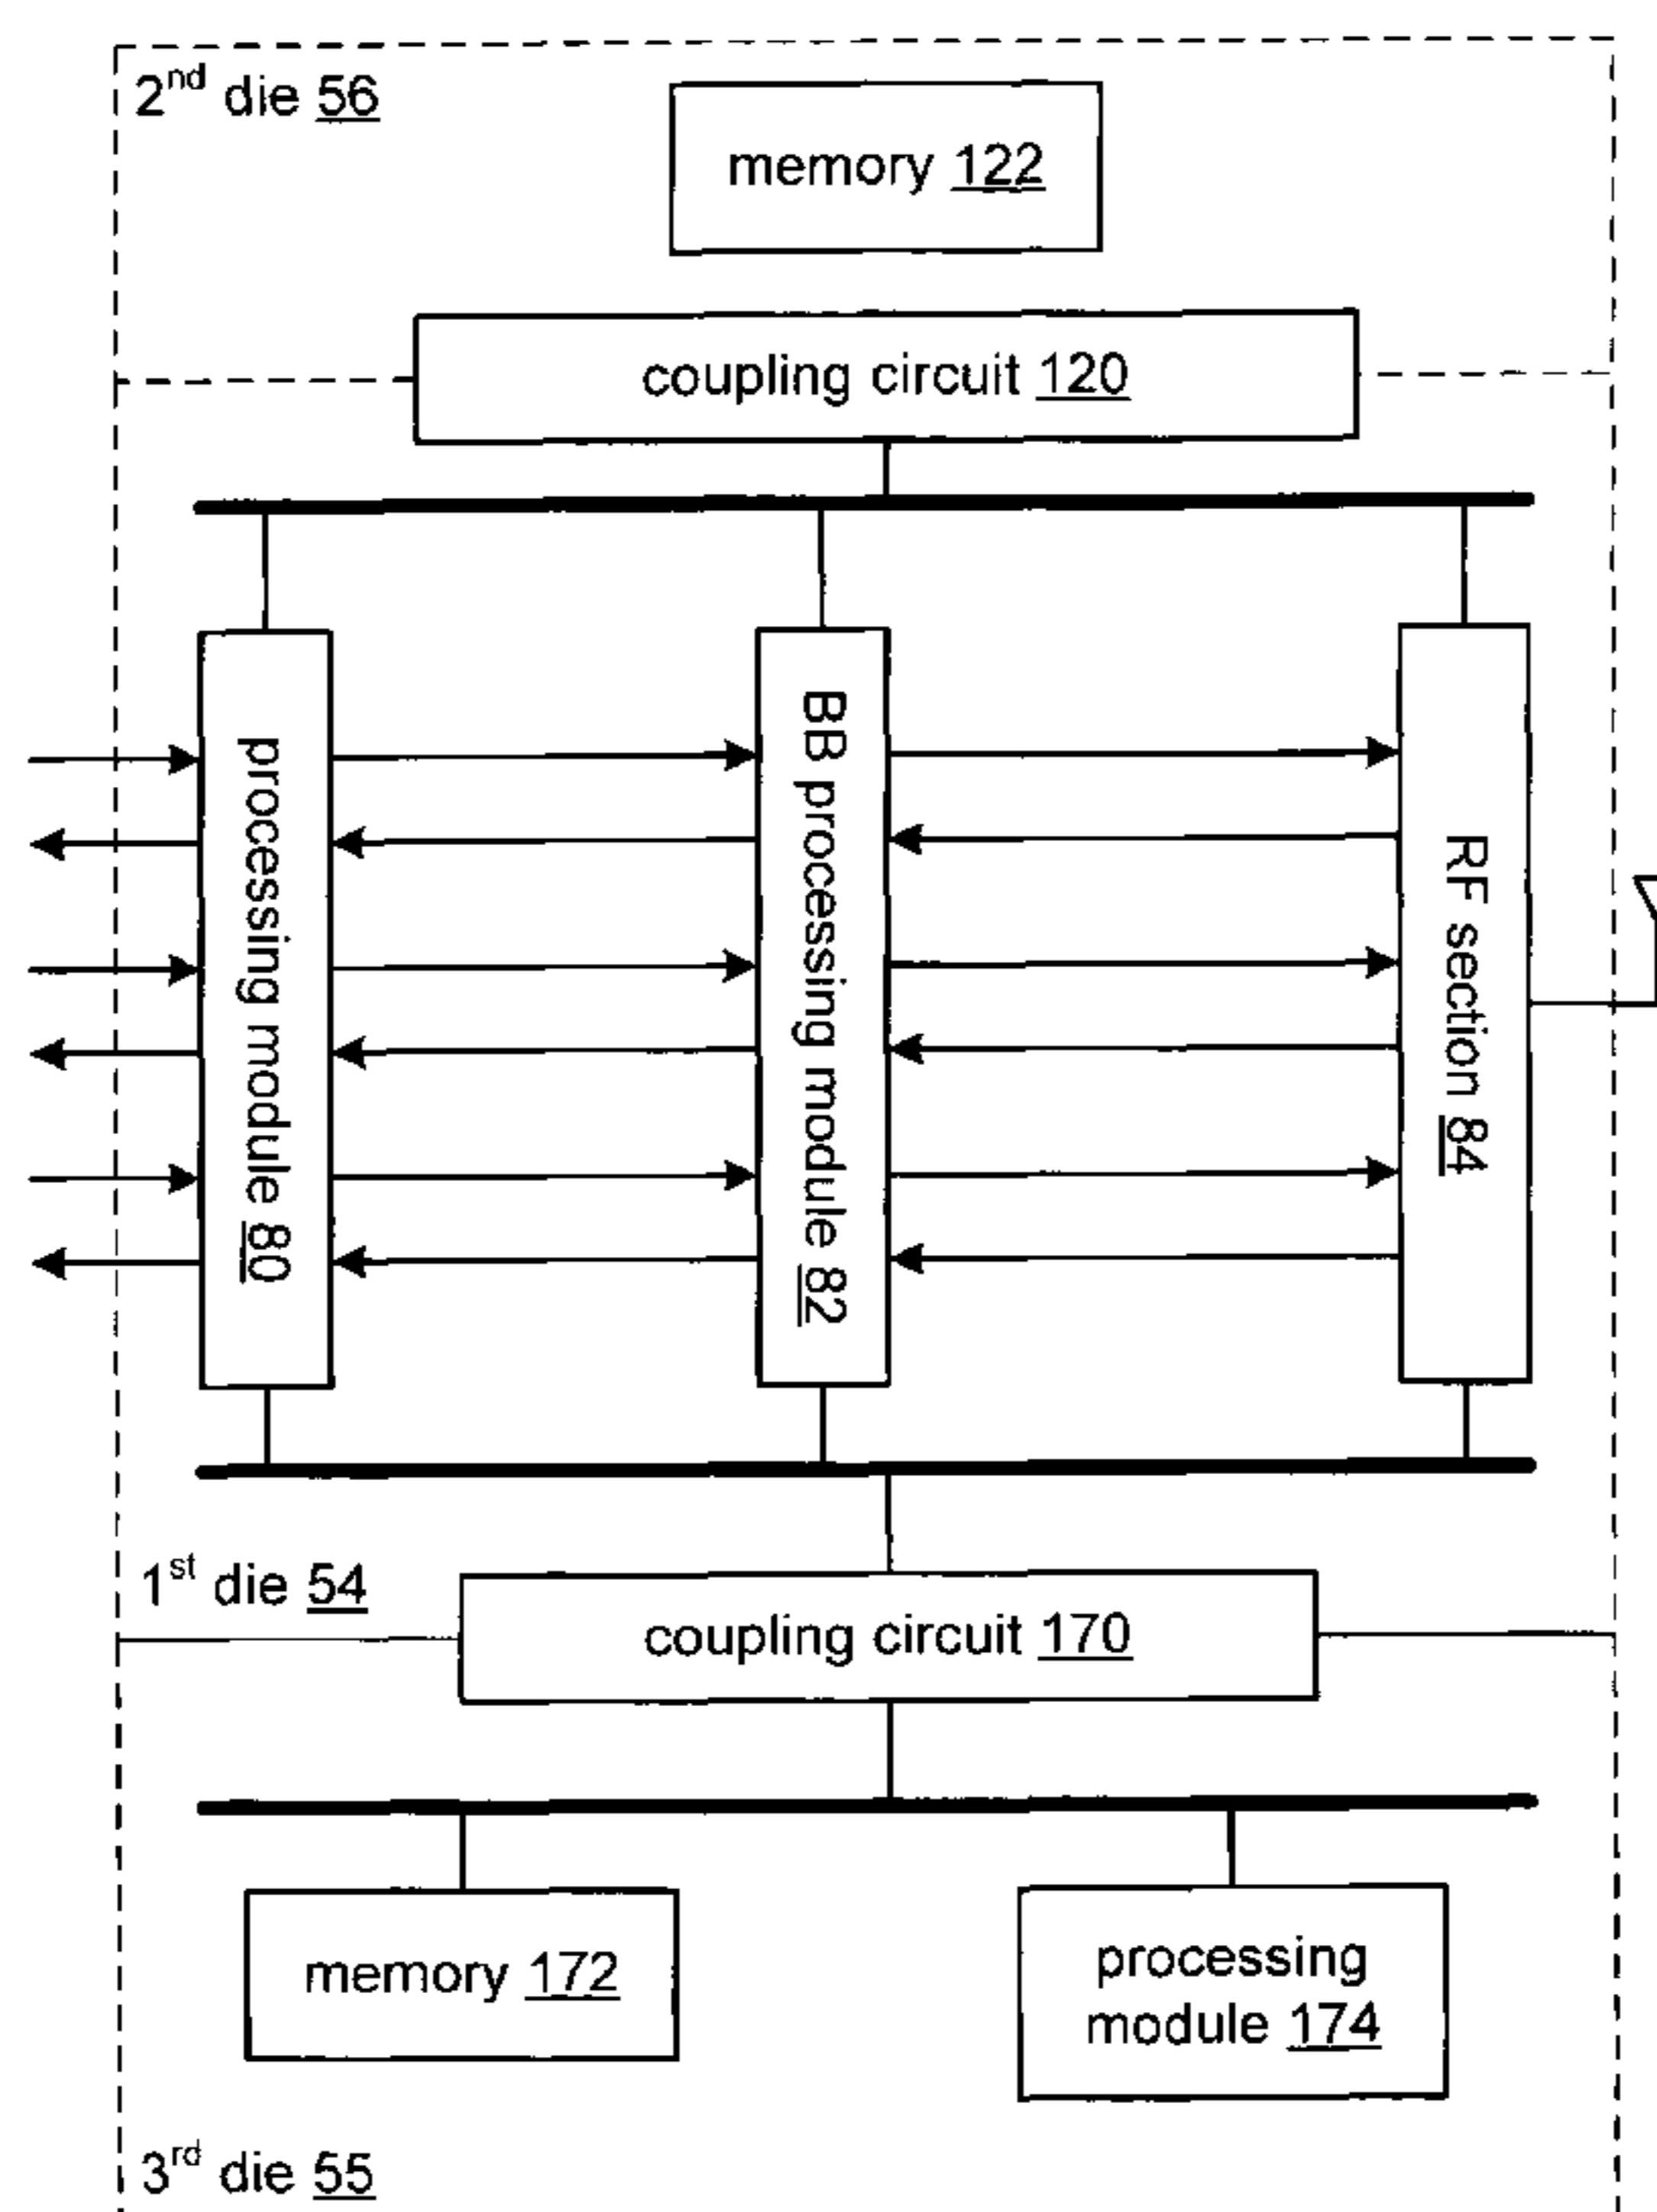 2nd die 56
memory 122
coupling circuit 120
processing module 80
BB processing module 82
RF section 84
1st die 54
coupling circuit 170
memory 172
processing
module 174
3rd die 55